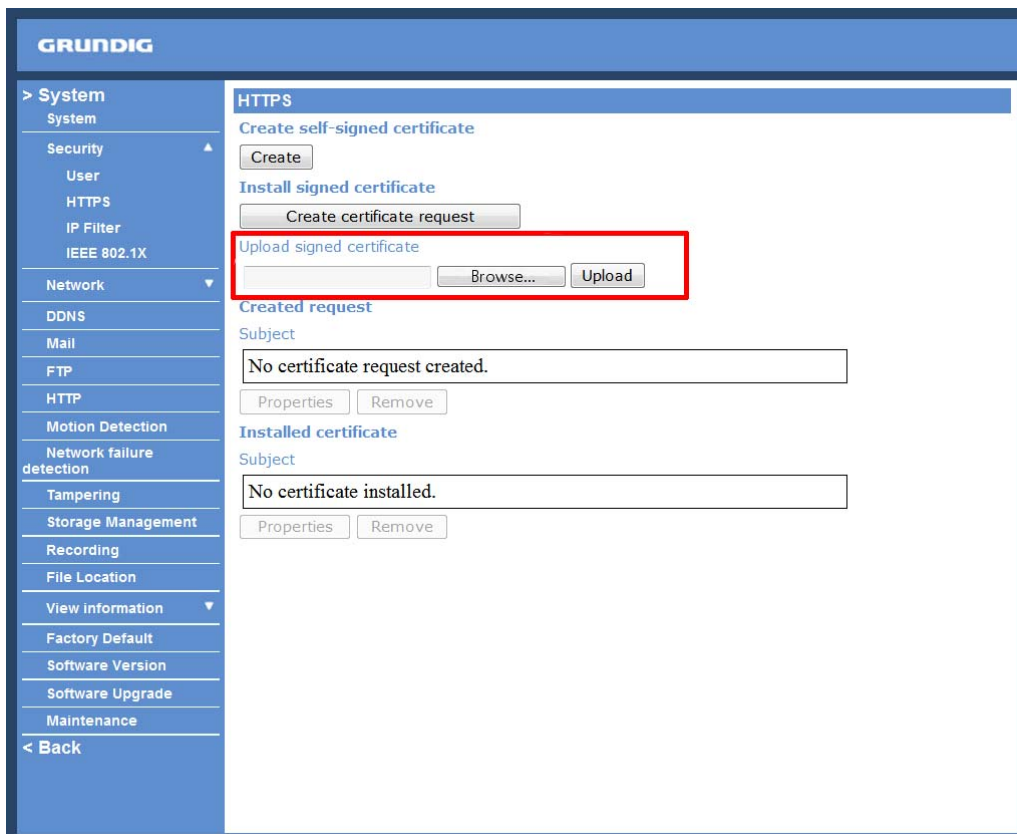 GRUNDIG
> System
System
Security
User
HTTPS
IP Filter
IEEE 802.1X
Network
DDNS
Mail
FTP
HTTP
Motion Detection
Network failure
detection
Tampering
Storage Management
Recording
File Location
View information
Factory Default
Software Version
Software Upgrade
Maintenance
< Back
HTTPS
Create self-signed certificate
Create
Install signed certificate
Create certificate request
Upload signed certificate
Browse... Upload
Created request
Subject
No certificate request created.
Properties Remove
Installed certificate
Subject
No certificate installed.
Properties Remove